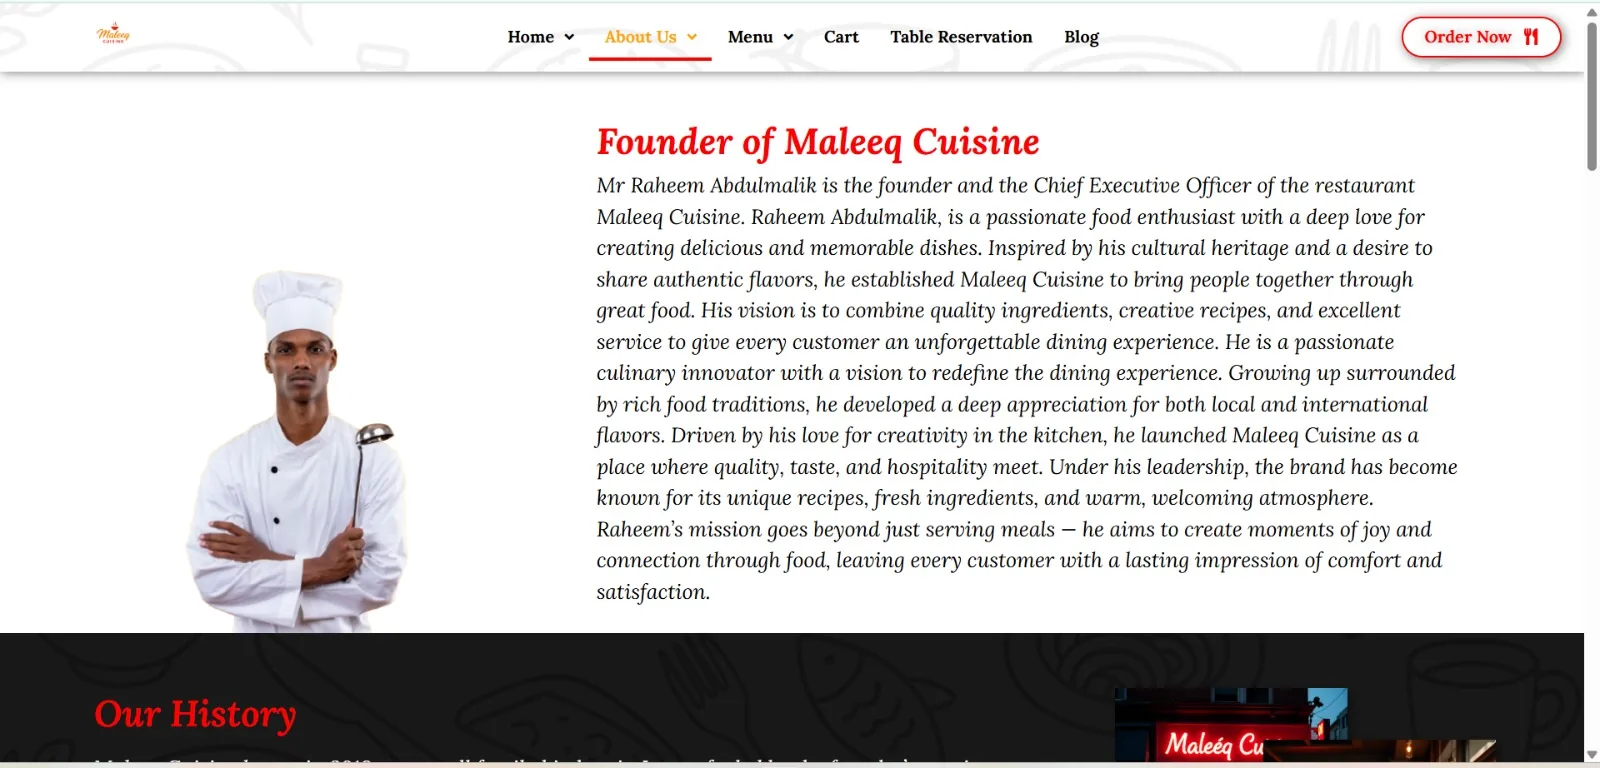 Maleeq
CUISINE
Home
About Us
Menu
Cart
Table Reservation
Blog
Order Now
Founder of Maleeq Cuisine
Mr Raheem Abdulmalik is the founder and the Chief Executive Officer of the restaurant
Maleeq Cuisine. Raheem Abdulmalik, is a passionate food enthusiast with a deep love for
creating delicious and memorable dishes. Inspired by his cultural heritage and a desire to
share authentic flavors, he established Maleeq Cuisine to bring people together through
great food. His vision is to combine quality ingredients, creative recipes, and excellent
service to give every customer an unforgettable dining experience. He is a passionate
culinary innovator with a vision to redefine the dining experience. Growing up surrounded
by rich food traditions, he developed a deep appreciation for both local and international
flavors. Driven by his love for creativity in the kitchen, he launched Maleeq Cuisine as a
place where quality, taste, and hospitality meet. Under his leadership, the brand has become
known for its unique recipes, fresh ingredients, and warm, welcoming atmosphere.
Raheem’s mission goes beyond just serving meals — he aims to create moments of joy and
connection through food, leaving every customer with a lasting impression of comfort and
satisfaction.
Our History
Maleéq Cu